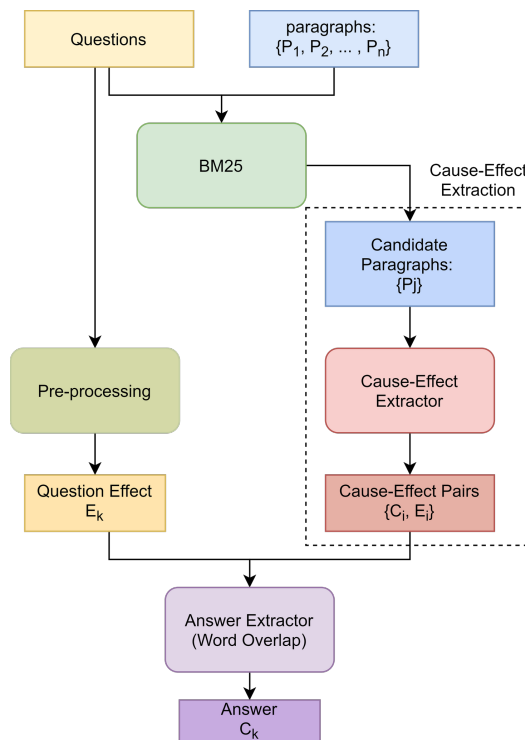 Questions
paragraphs:
{P1, P2, ... , Pn}
BM25
Cause-Effect
Extraction
Candidate
Paragraphs:
{Pj}
Pre-processing
Cause-Effect
Extractor
Question Effect
Ek
Cause-Effect Pairs
{Ci, Ei}
Answer Extractor
(Word Overlap)
Answer
Ck